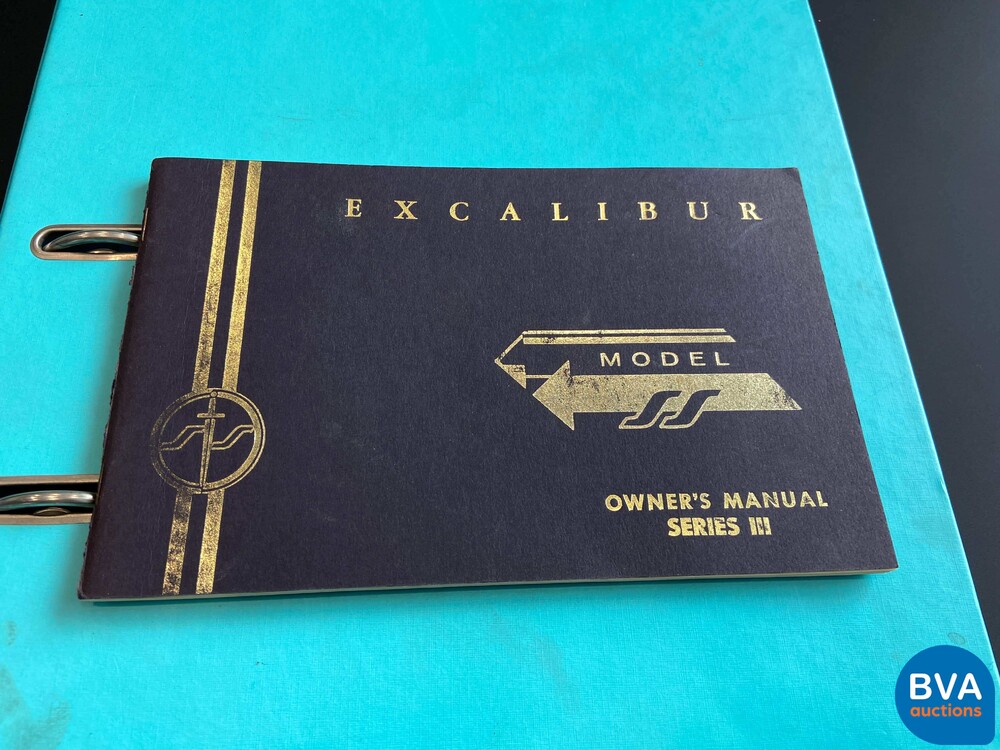 EXCALIBUR
MODEL
SS
OWNER'S MANUAL
SERIES III
BVA
auctions